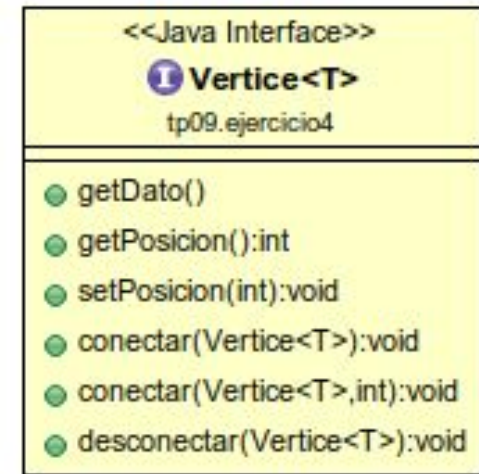 <<Java Interface>>
I Vertice<T>
tp09.ejercicio4
getDato()
getPosicion():int
setPosicion(int):void
conectar(Vertice<T>):void
conectar(Vertice<T>,int):void
desconectar(Vertice<T>):void